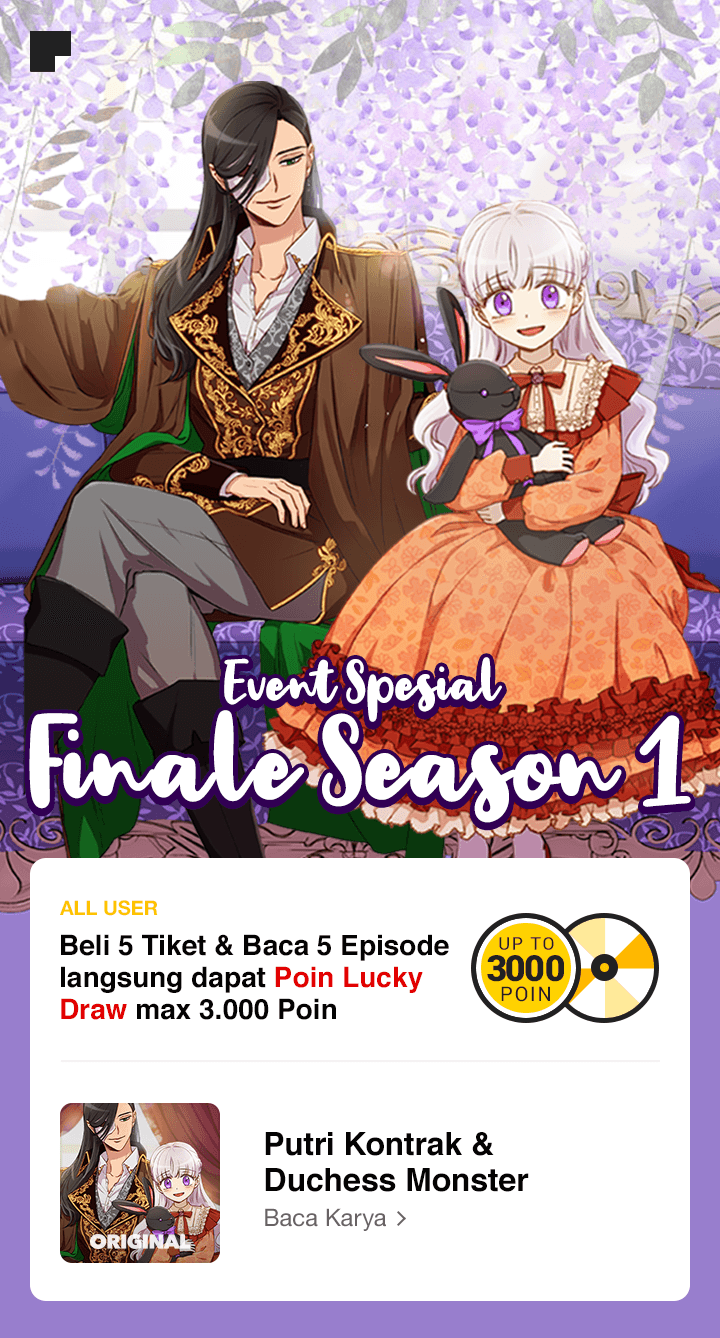 Event Spesial
Finale Season 1
ALL USER
Beli 5 Tiket & Baca 5 Episode
langsung dapat Poin Lucky
Draw max 3.000 Poin
UP TO
3000
POIN
ORIGINAL
Putri Kontrak &
Duchess Monster
Baca Karya >